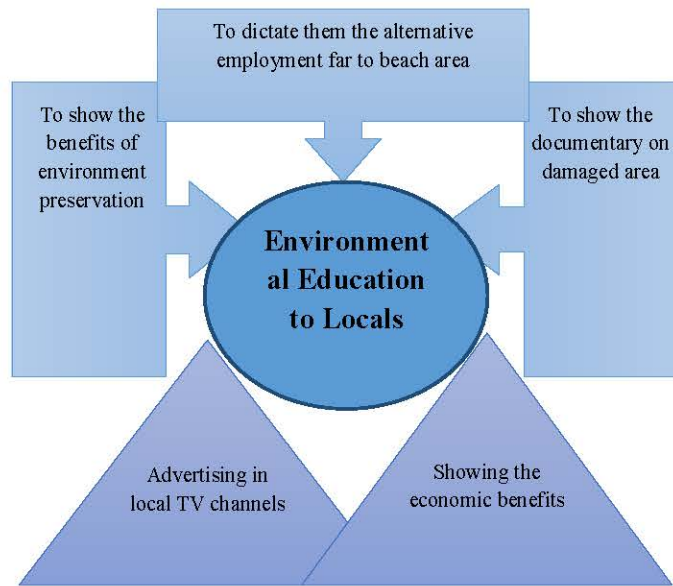 To dictate them the alternative
employment far to beach area
To show the
benefits of
environment
preservation
To show the
documentary on
damaged area
Environment
al Education
to Locals
Advertising in
local TV channels
Showing the
economic benefits